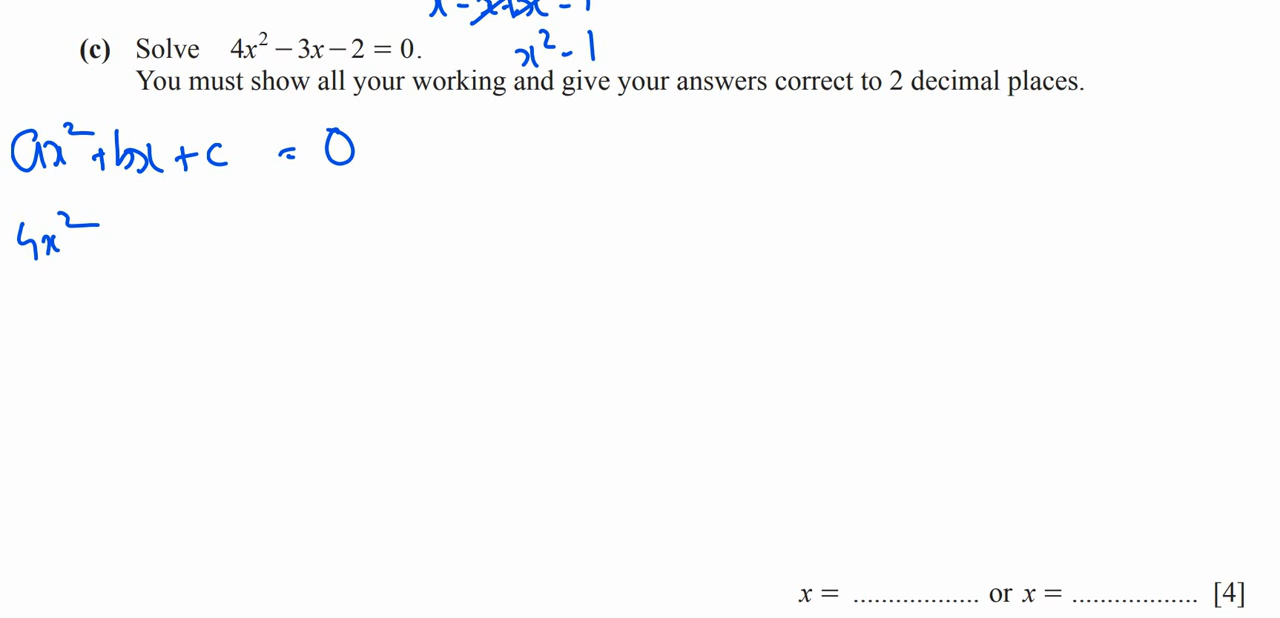 (c) Solve 4x² − 3x − 2 = 0.
x² - 1
You must show all your working and give your answers correct to 2 decimal places.
ax² + bx + c = 0
4x²
x = .................. or x = .................. [4]